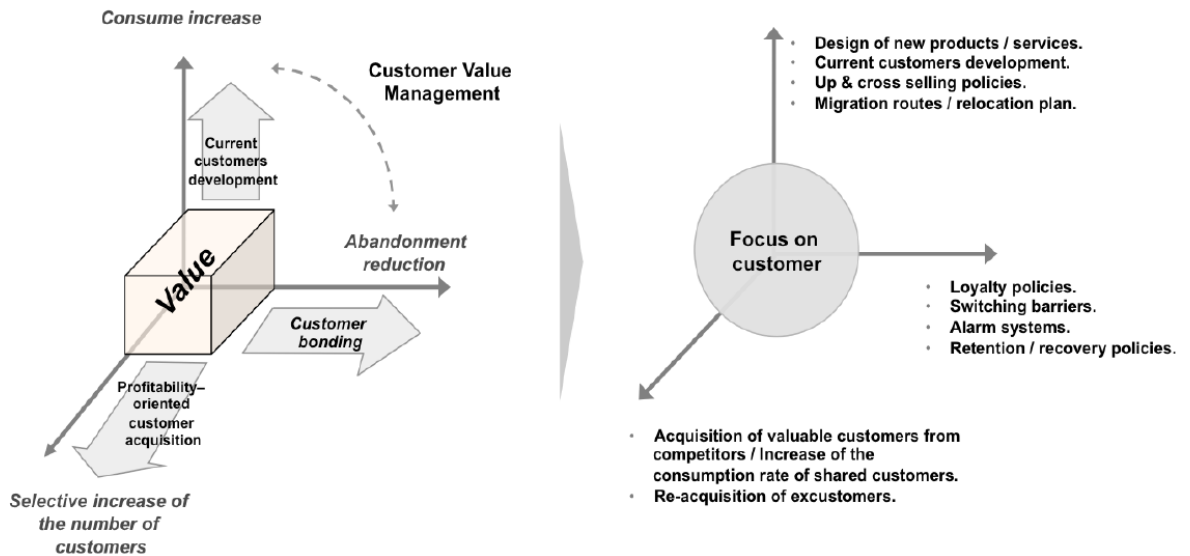 Consume increase
Customer Value
Management
Current
customers
development
Value
Abandonment
reduction
Customer
bonding
Profitability–
oriented
customer
acquisition
Selective increase of
the number of
customers
• Design of new products / services.
• Current customers development.
• Up & cross selling policies.
• Migration routes / relocation plan.
Focus on
customer
• Loyalty policies.
• Switching barriers.
• Alarm systems.
• Retention / recovery policies.
• Acquisition of valuable customers from
competitors / Increase of the
consumption rate of shared customers.
• Re-acquisition of excustomers.